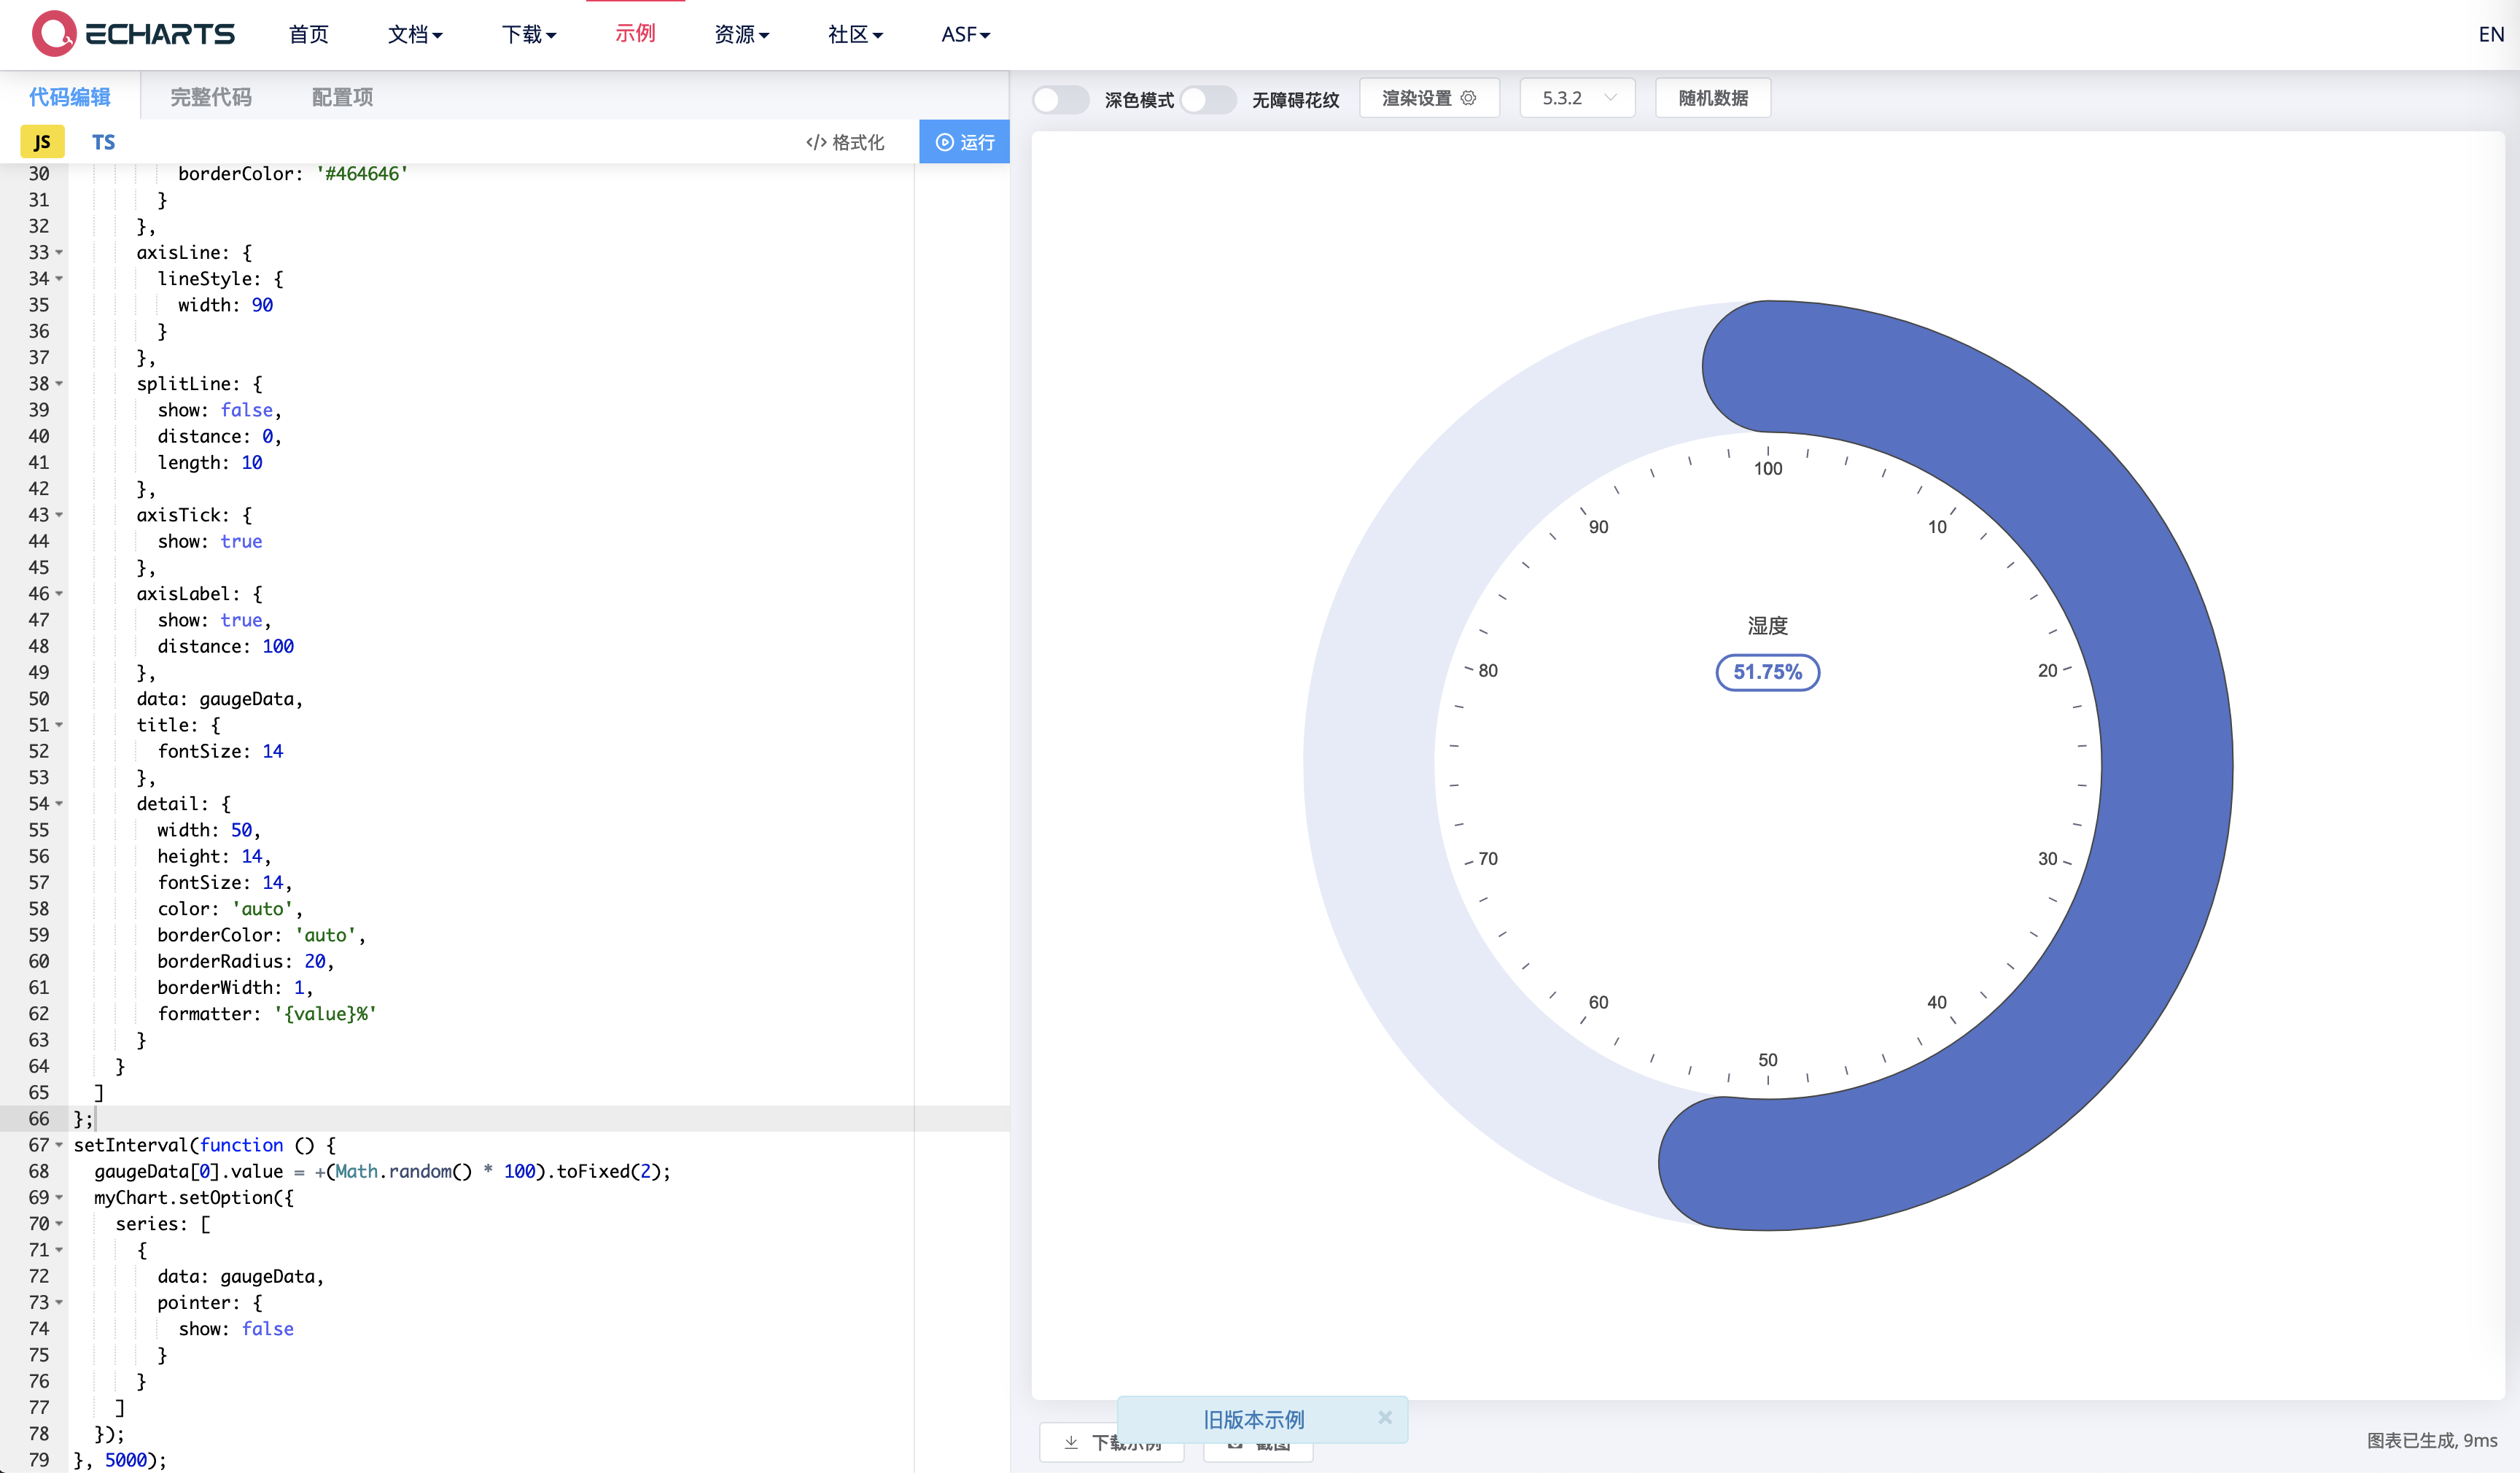 ECHARTS 首页 文档 下载 示例 资源 社区 ASF EN
代码编辑 完整代码 配置项
JS TS </> 格式化 运行
30 borderColor: '#464646'
31 }
32 },
33 axisLine: {
34 lineStyle: {
35 width: 90
36 }
37 },
38 splitLine: {
39 show: false,
40 distance: 0,
41 length: 10
42 },
43 axisTick: {
44 show: true
45 },
46 axisLabel: {
47 show: true,
48 distance: 100
49 },
50 data: gaugeData,
51 title: {
52 fontSize: 14
53 },
54 detail: {
55 width: 50,
56 height: 14,
57 fontSize: 14,
58 color: 'auto',
59 borderColor: 'auto',
60 borderRadius: 20,
61 borderWidth: 1,
62 formatter: '{value}%'
63 }
64 }
65 ]
66 };
67 setInterval(function () {
68 gaugeData[0].value = +(Math.random() * 100).toFixed(2);
69 myChart.setOption({
70 series: [
71 {
72 data: gaugeData,
73 pointer: {
74 show: false
75 }
76 }
77 ]
78 });
79 }, 5000);
深色模式 无障碍花纹 渲染设置 5.3.2 随机数据
100
90 10
湿度
80 51.75% 20
70 30
60 40
50
旧版本示例 ×
下载示例 截图
图表已生成, 9ms